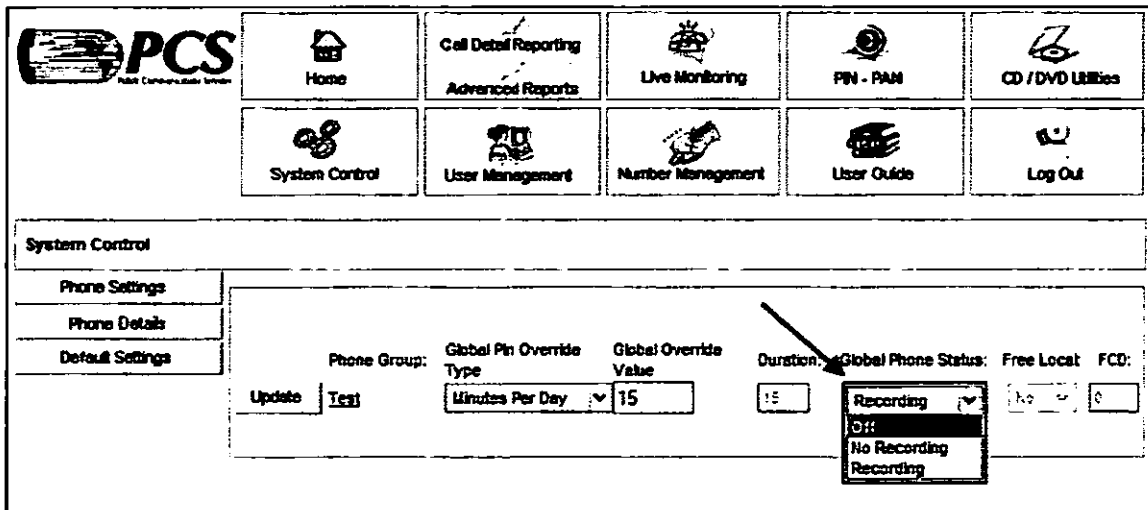 PCS
Public Communications Services
Home
Call Detail Reporting
Advanced Reports
Live Monitoring
PIN - PAN
CD / DVD Utilities
System Control
User Management
Number Management
User Guide
Log Out
System Control
Phone Settings
Phone Details
Default Settings
Phone Group:
Global Pin Override
Type
Global Override
Value
Duration:
Global Phone Status:
Free Local:
FCD:
Update
Test
Minutes Per Day
15
15
Recording
No
0
Off
No Recording
Recording